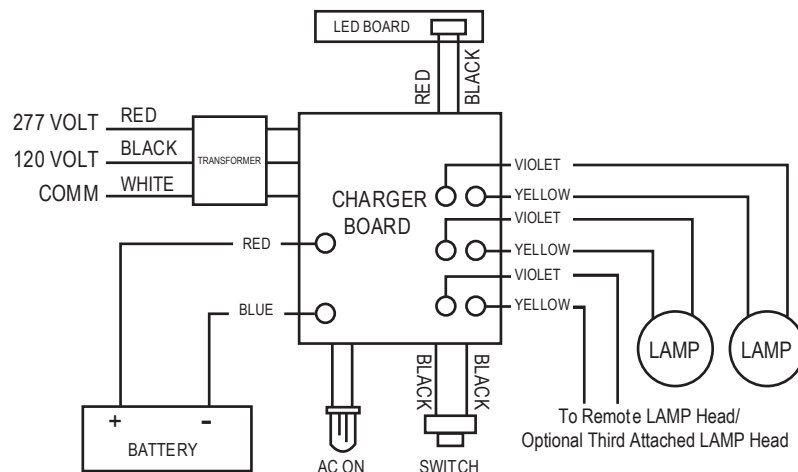 LED BOARD
RED
BLACK
277 VOLT
RED
120 VOLT
BLACK
COMM
WHITE
TRANSFORMER
CHARGER
BOARD
VIOLET
YELLOW
VIOLET
YELLOW
VIOLET
YELLOW
RED
BLUE
LAMP
LAMP
BLACK
BLACK
+
-
BATTERY
AC ON
SWITCH
To Remote LAMP Head/
Optional Third Attached LAMP Head